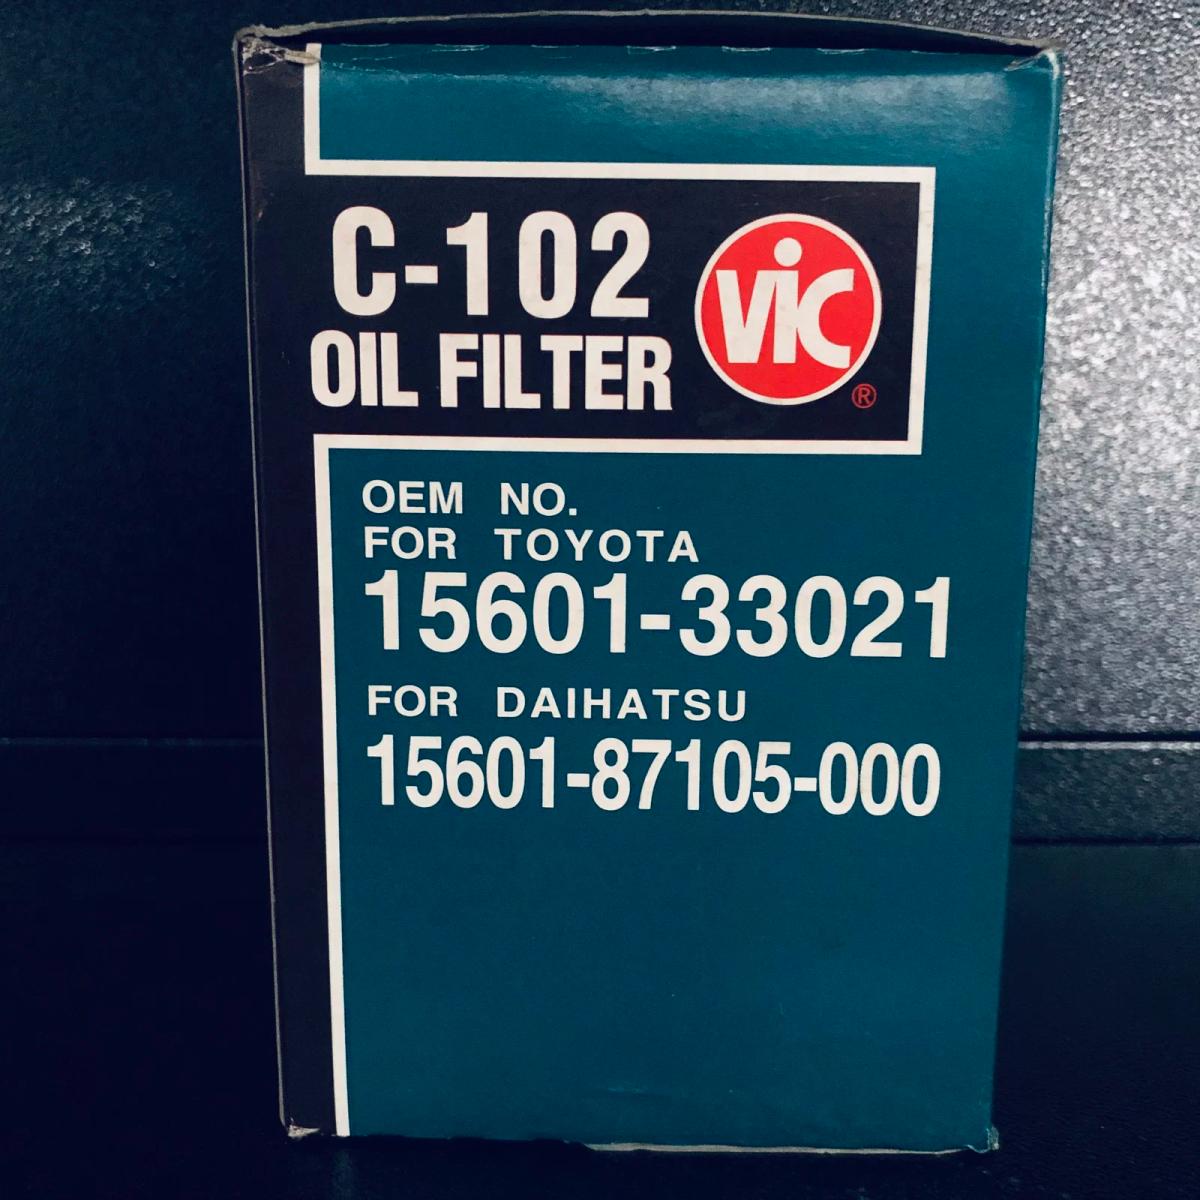 C-102
OIL FILTER
ViC
®
OEM NO.
FOR TOYOTA
15601-33021
FOR DAIHATSU
15601-87105-000